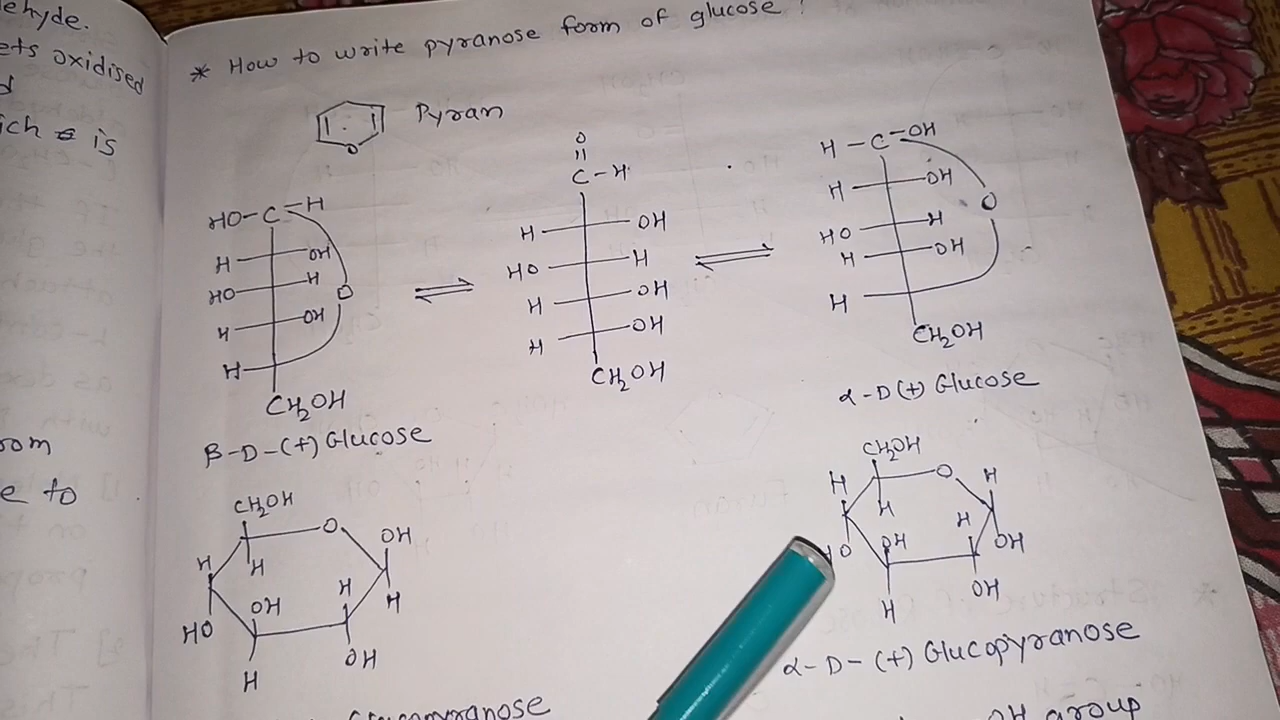 ehyde.
ets oxidised
ich is
rom
e to
* How to write pyranose form of glucose !
O
Pyran
HO-C-H
H OH
HO H
H OH
H
O
CH₂OH
β-D-(+) Glucose
O
C-H
H OH
HO H
H OH
H OH
CH₂OH
H-C-OH
H OH
HO H
H OH
H
O
CH₂OH
α-D(+) Glucose
CH₂OH
O
H H OH
OH H H
HO OH
H
CH₂OH
O
H H H
HO OH H OH
H OH
α-D-(+) Glucopyranose
OH group